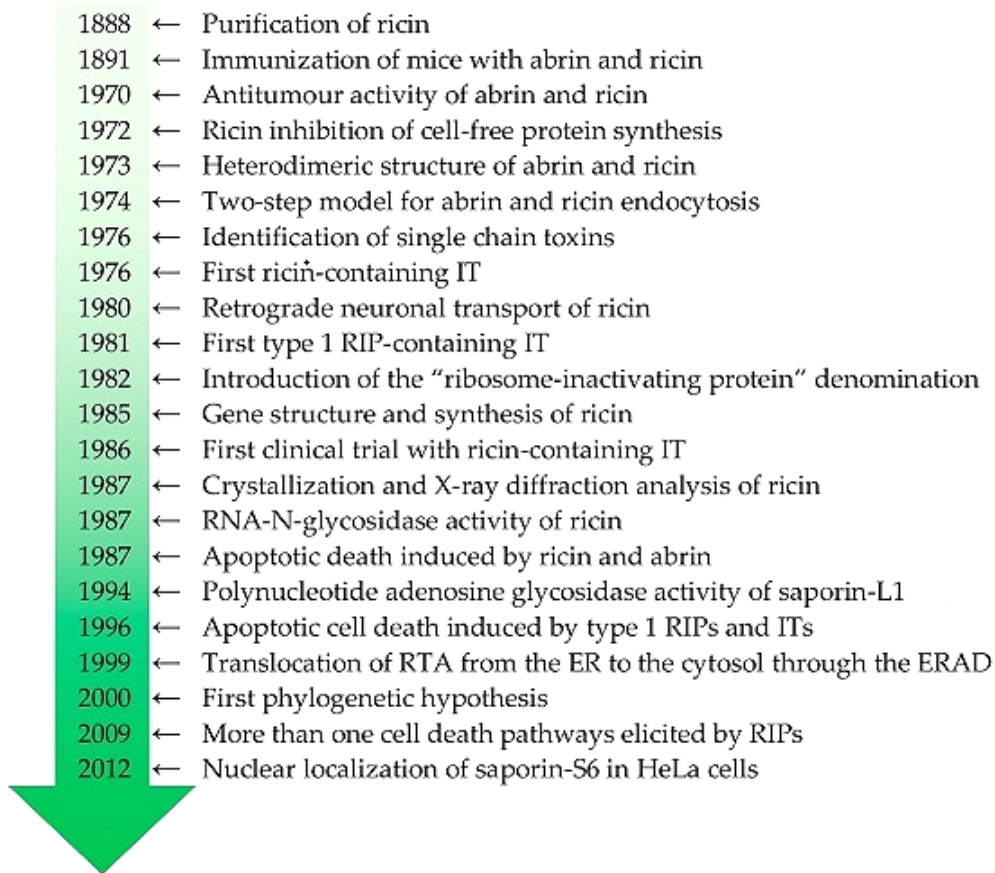 1888 ← Purification of ricin
1891 ← Immunization of mice with abrin and ricin
1970 ← Antitumour activity of abrin and ricin
1972 ← Ricin inhibition of cell-free protein synthesis
1973 ← Heterodimeric structure of abrin and ricin
1974 ← Two-step model for abrin and ricin endocytosis
1976 ← Identification of single chain toxins
1976 ← First ricin-containing IT
1980 ← Retrograde neuronal transport of ricin
1981 ← First type 1 RIP-containing IT
1982 ← Introduction of the “ribosome-inactivating protein” denomination
1985 ← Gene structure and synthesis of ricin
1986 ← First clinical trial with ricin-containing IT
1987 ← Crystallization and X-ray diffraction analysis of ricin
1987 ← RNA-N-glycosidase activity of ricin
1987 ← Apoptotic death induced by ricin and abrin
1994 ← Polynucleotide adenosine glycosidase activity of saporin-L1
1996 ← Apoptotic cell death induced by type 1 RIPs and ITs
1999 ← Translocation of RTA from the ER to the cytosol through the ERAD
2000 ← First phylogenetic hypothesis
2009 ← More than one cell death pathways elicited by RIPs
2012 ← Nuclear localization of saporin-S6 in HeLa cells